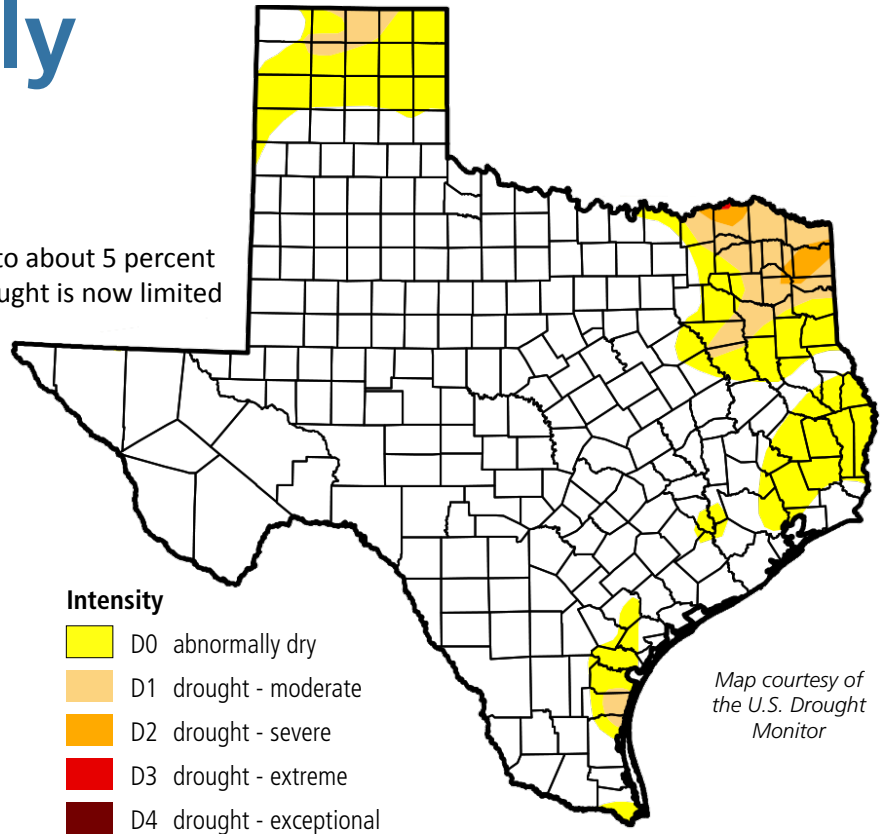 ly
to about 5 percent
ught is now limited
Intensity
D0 abnormally dry
D1 drought - moderate
D2 drought - severe
D3 drought - extreme
D4 drought - exceptional
Map courtesy of
the U.S. Drought
Monitor